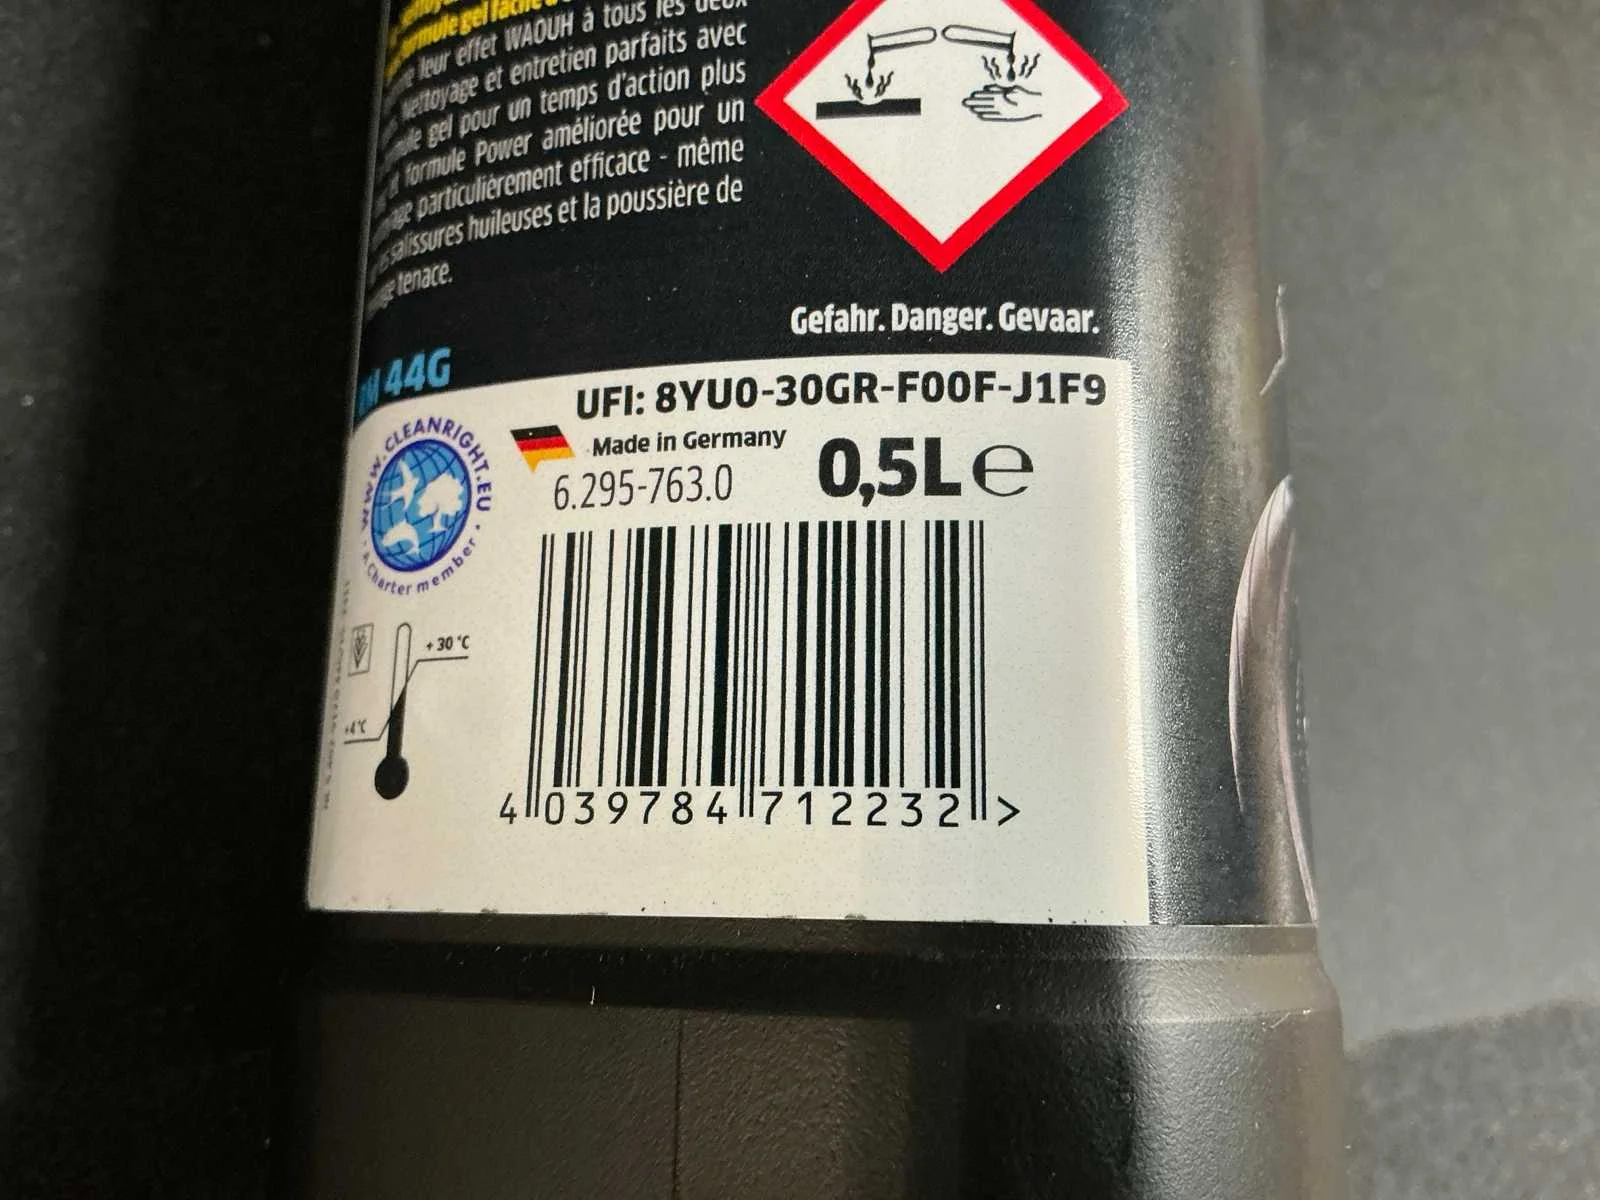 formule gel facile
leur effet WAOUH à tous les deux
Nettoyage et entretien parfaits avec
gel pour un temps d'action plus
formule Power améliorée pour un
particulièrement efficace - même
salissures huileuses et la poussière de
tenace.
Gefahr. Danger. Gevaar.
44G
UFI: 8YU0-30GR-F00F-J1F9
Made in Germany
6.295-763.0
0,5L e
WWW.CLEANRIGHT.EU
A Charter member
+30 °C
+4°C
4 039784 712232 >